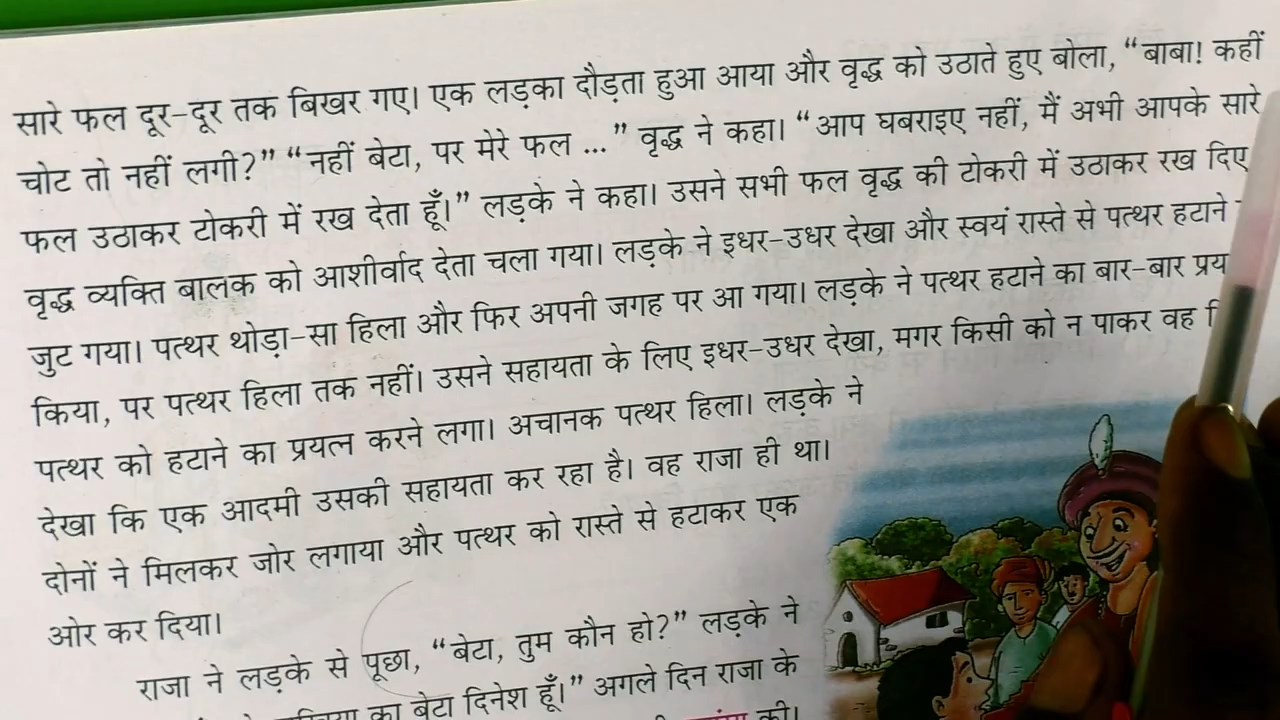 सारे फल दूर-दूर तक बिखर गए। एक लड़का दौड़ता हुआ आया और वृद्ध को उठाते हुए बोला, “बाबा! कहीं
चोट तो नहीं लगी?” “नहीं बेटा, पर मेरे फल ...” वृद्ध ने कहा। “आप घबराइए नहीं, मैं अभी आपके सारे
फल उठाकर टोकरी में रख देता हूँ।” लड़के ने कहा। उसने सभी फल वृद्ध की टोकरी में उठाकर रख दिए
वृद्ध व्यक्ति बालक को आशीर्वाद देता चला गया। लड़के ने इधर-उधर देखा और स्वयं रास्ते से पत्थर हटाने
जुट गया। पत्थर थोड़ा-सा हिला और फिर अपनी जगह पर आ गया। लड़के ने पत्थर हटाने का बार-बार प्रय
किया, पर पत्थर हिला तक नहीं। उसने सहायता के लिए इधर-उधर देखा, मगर किसी को न पाकर वह
पत्थर को हटाने का प्रयत्न करने लगा। अचानक पत्थर हिला। लड़के ने
देखा कि एक आदमी उसकी सहायता कर रहा है। वह राजा ही था।
दोनों ने मिलकर जोर लगाया और पत्थर को रास्ते से हटाकर एक
ओर कर दिया।
राजा ने लड़के से पूछा, “बेटा, तुम कौन हो?” लड़के ने
का बेटा दिनेश हूँ।” अगले दिन राजा के
की।